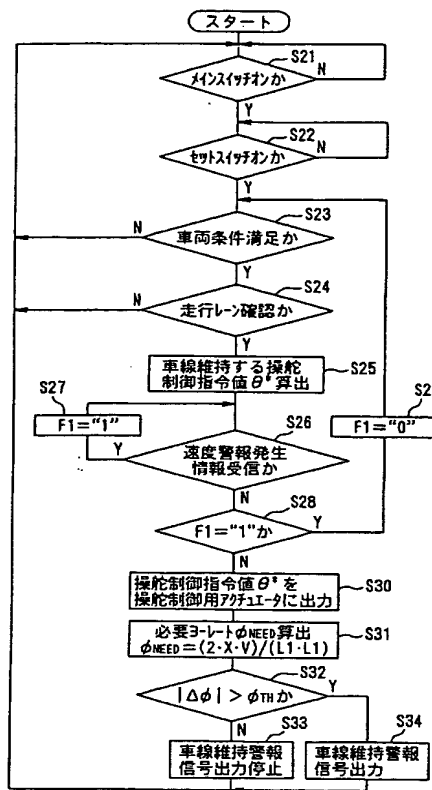 スタート
S21
メインスイッチオンか
N
Y
S22
セットスイッチオンか
N
Y
S23
車両条件満足か
N
Y
S24
走行レーン確認か
N
Y
車線維持する操舵
制御指令値θ*算出
S25
S27
F1="1"
S26
速度警報発生
情報受信か
Y
N
S2
F1="0"
S28
F1="1"か
Y
N
操舵制御指令値θ*を
操舵制御用アクチュエータに出力
S30
必要ヨーレートφNEED算出
φNEED=(2・X・V)/(L1・L1)
S31
S32
|Δφ|>φTHか
Y
N
S33
車線維持警報
信号出力停止
S34
車線維持警報
信号出力